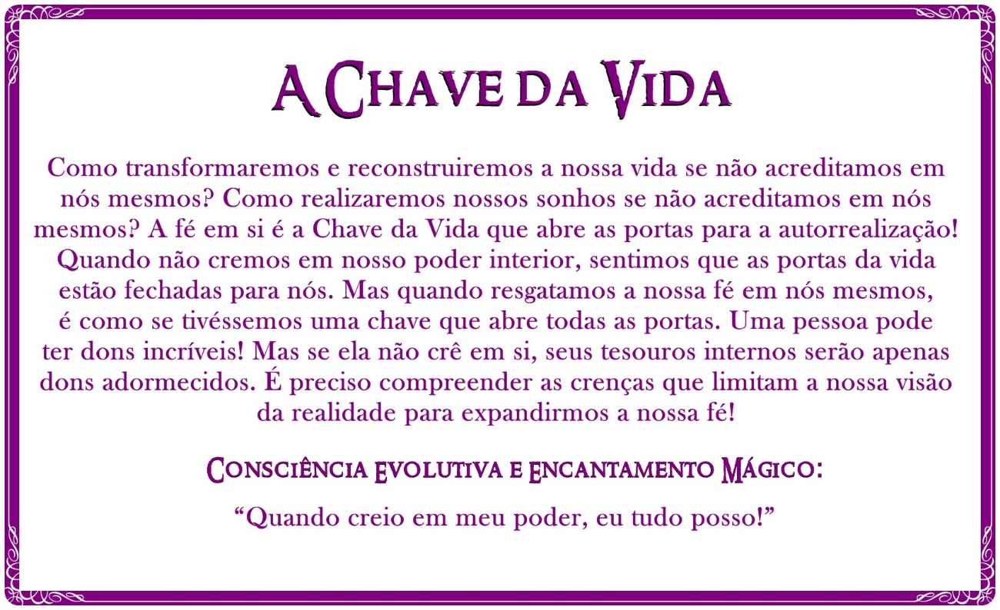 A Chave da Vida
Como transformaremos e reconstruiremos a nossa vida se não acreditamos em
nós mesmos? Como realizaremos nossos sonhos se não acreditamos em nós
mesmos? A fé em si é a Chave da Vida que abre as portas para a autorrealização!
Quando não cremos em nosso poder interior, sentimos que as portas da vida
estão fechadas para nós. Mas quando resgatamos a nossa fé em nós mesmos,
é como se tivéssemos uma chave que abre todas as portas. Uma pessoa pode
ter dons incríveis! Mas se ela não crê em si, seus tesouros internos serão apenas
dons adormecidos. É preciso compreender as crenças que limitam a nossa visão
da realidade para expandirmos a nossa fé!
Consciência Evolutiva e Encantamento Mágico:
“Quando creio em meu poder, eu tudo posso!”